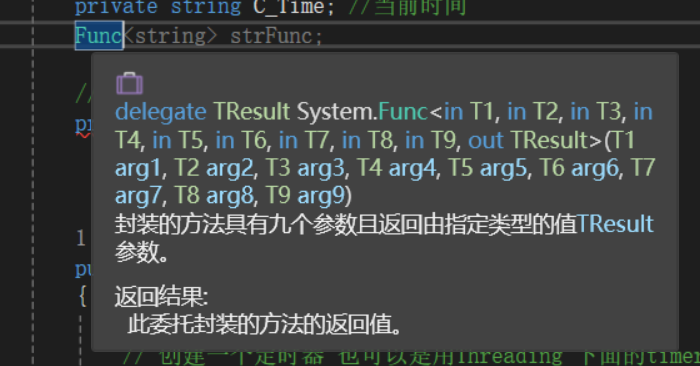 private string C_Time; //当前时间
Func<string> strFunc;
//
pr
delegate TResult System.Func<in T1, in T2, in T3, in
T4, in T5, in T6, in T7, in T8, in T9, out TResult>(T1
arg1, T2 arg2, T3 arg3, T4 arg4, T5 arg5, T6 arg6, T7
arg7, T8 arg8, T9 arg9)
封装的方法具有九个参数且返回由指定类型的值TResult
1
参数。
pu
{
返回结果:
此委托封装的方法的返回值。
// 创建一个定时器 也可以是用Threading 下面的timer